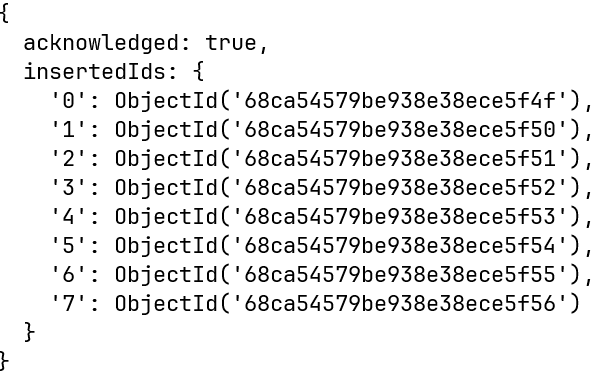 {
  acknowledged: true,
  insertedIds: {
    '0': ObjectId('68ca54579be938e38ece5f4f'),
    '1': ObjectId('68ca54579be938e38ece5f50'),
    '2': ObjectId('68ca54579be938e38ece5f51'),
    '3': ObjectId('68ca54579be938e38ece5f52'),
    '4': ObjectId('68ca54579be938e38ece5f53'),
    '5': ObjectId('68ca54579be938e38ece5f54'),
    '6': ObjectId('68ca54579be938e38ece5f55'),
    '7': ObjectId('68ca54579be938e38ece5f56')
  }
}